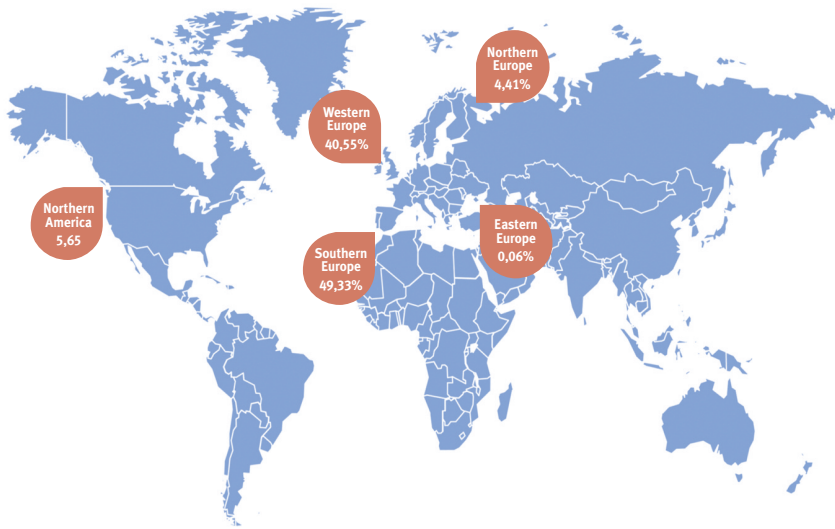 Northern
Europe
4,41%
Western
Europe
40,55%
Northern
America
5,65
Eastern
Europe
0,06%
Southern
Europe
49,33%